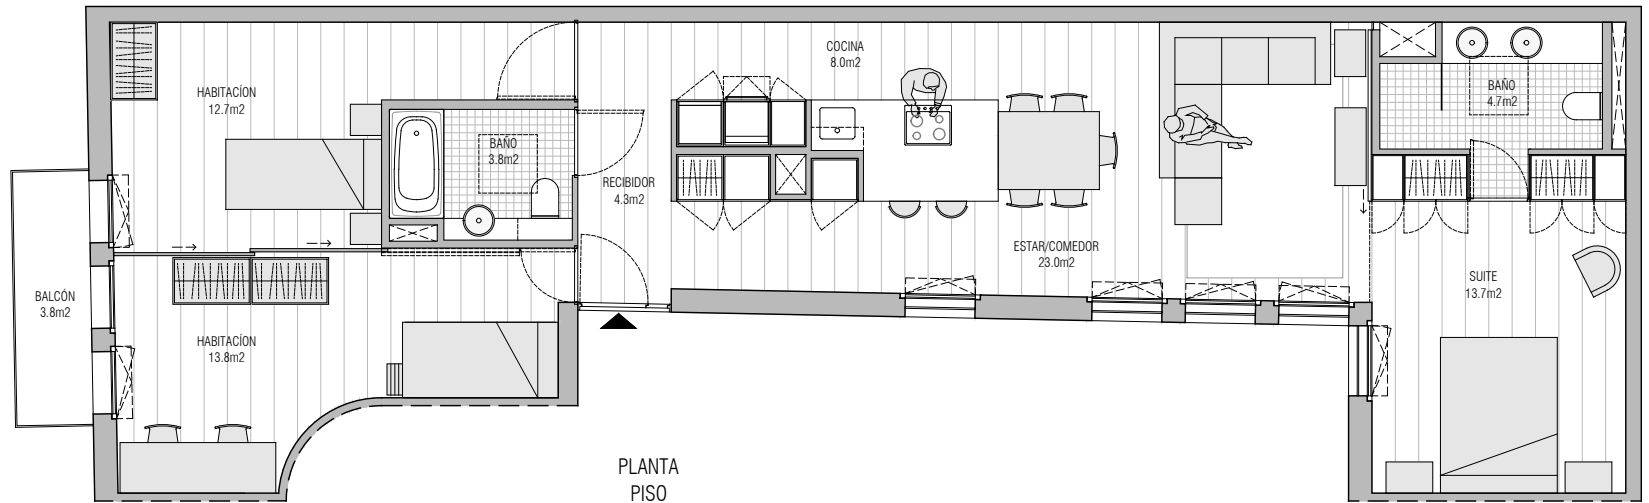 COCINA
8.0m2
HABITACÍON
12.7m2
BAÑO
4.7m2
BAÑO
3.8m2
RECIBIDOR
4.3m2
ESTAR/COMEDOR
23.0m2
SUITE
13.7m2
BALCÓN
3.8m2
HABITACÍON
13.8m2
PLANTA
PISO